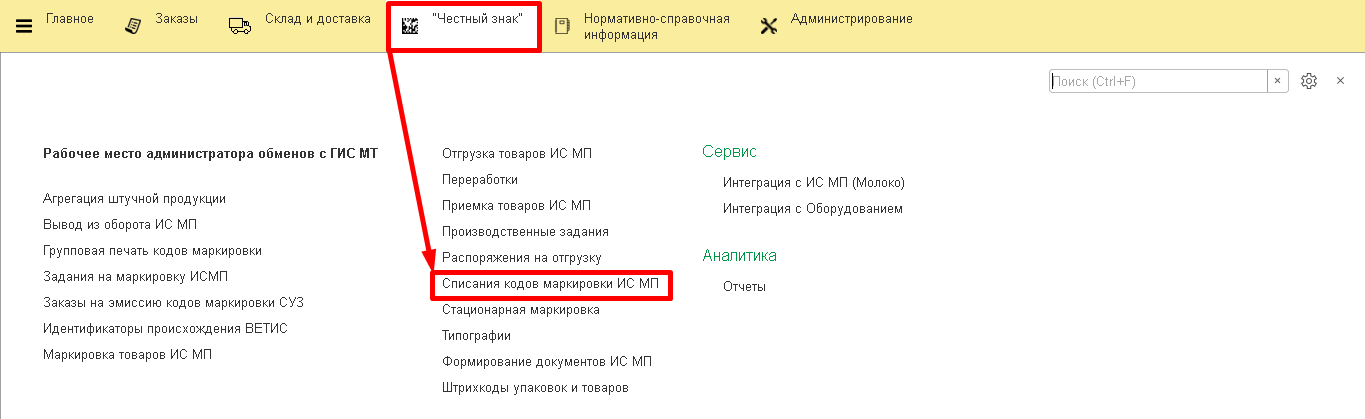 Главное
Заказы
Склад и доставка
"Честный знак"
Нормативно-справочная
информация
Администрирование
Поиск (Ctrl+F)
Рабочее место администратора обменов с ГИС МТ
Агрегация штучной продукции
Вывод из оборота ИС МП
Групповая печать кодов маркировки
Задания на маркировку ИСМП
Заказы на эмиссию кодов маркировки СУЗ
Идентификаторы происхождения ВЕТИС
Маркировка товаров ИС МП
Отгрузка товаров ИС МП
Переработки
Приемка товаров ИС МП
Производственные задания
Распоряжения на отгрузку
Списания кодов маркировки ИС МП
Стационарная маркировка
Типографии
Формирование документов ИС МП
Штрихкоды упаковок и товаров
Сервис
Интеграция с ИС МП (Молоко)
Интеграция с Оборудованием
Аналитика
Отчеты